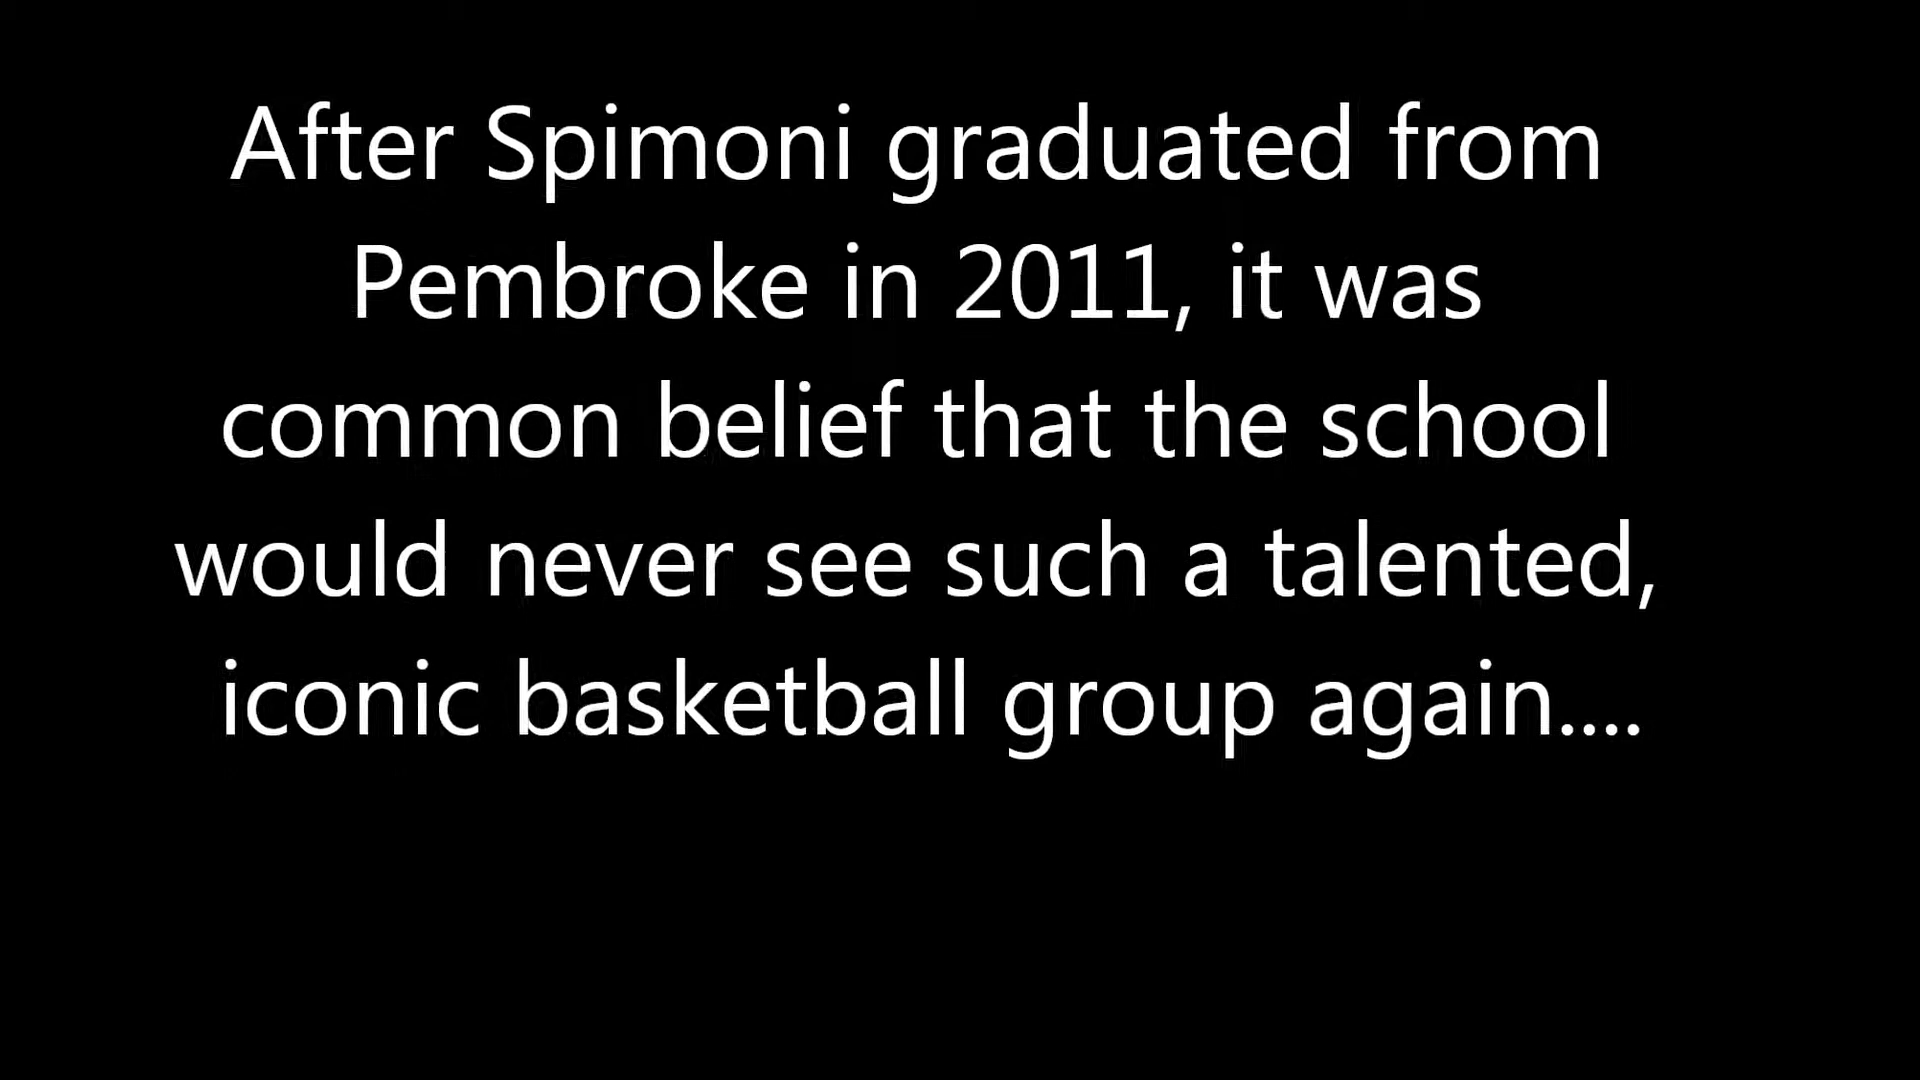 After Spimoni graduated from
Pembroke in 2011, it was
common belief that the school
would never see such a talented,
iconic basketball group again....